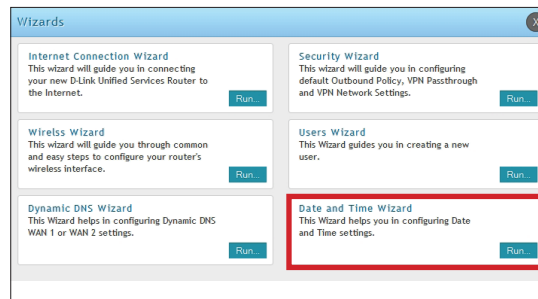 Wizards
X
Internet Connection Wizard
This wizard will guide you in connecting
your new D-Link Unified Services Router to
the Internet.
Run...
Security Wizard
This wizard will guide you in configuring
default Outbound Policy, VPN Passthrough
and VPN Network Settings.
Run...
Wirelss Wizard
This wizard will guide you through common
and easy steps to configure your router's
wireless interface.
Run...
Users Wizard
This Wizard guides you in creating a new
user.
Run...
Dynamic DNS Wizard
This Wizard helps in configuring Dynamic DNS
WAN 1 or WAN 2 settings.
Run...
Date and Time Wizard
This Wizard helps you in configuring Date
and Time settings.
Run...